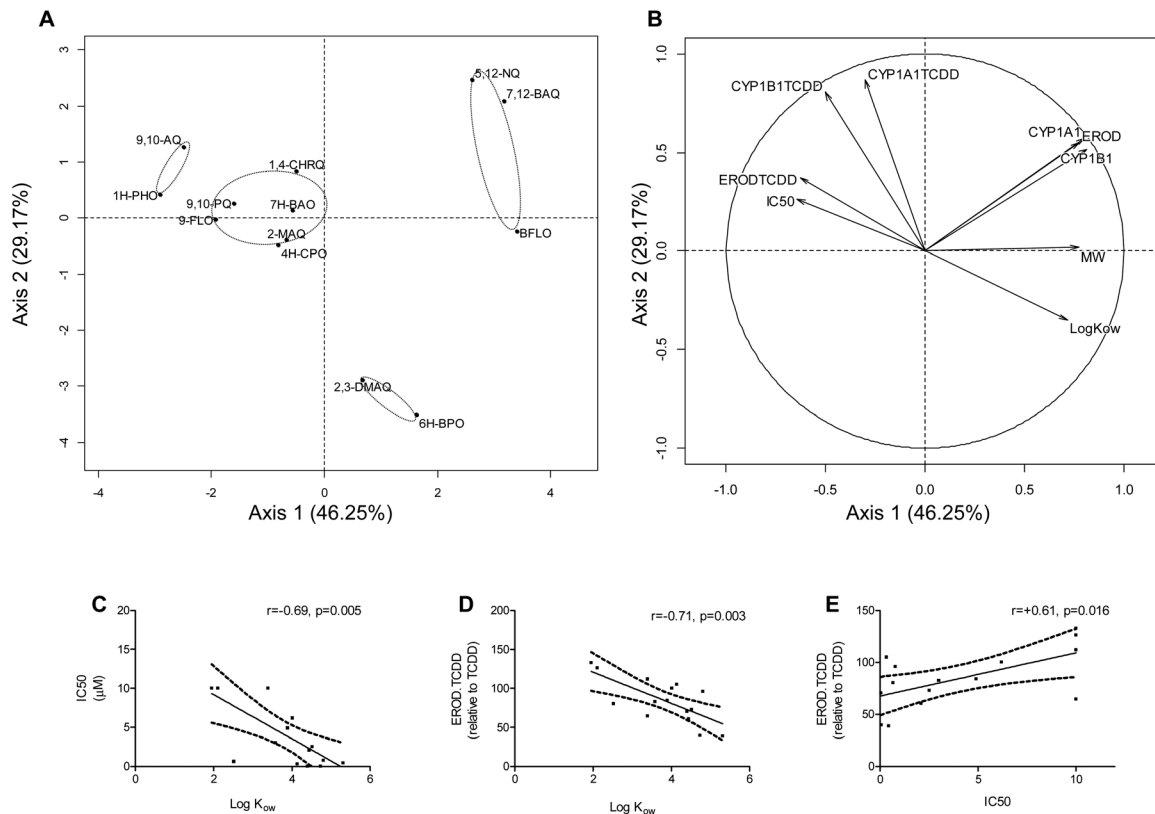 A
Axis 2 (29.17%)
3
2
1
0
-1
-2
-3
-4
5,12-NQ
7,12-BAQ
9,10-AQ
1,4-CHRQ
1H-PHO
9,10-PQ
7H-BAO
9-FLO
2-MAQ
4H-CPO
BFLO
2,3-DMAQ
6H-BPO
-4
-2
0
2
4
Axis 1 (46.25%)
B
Axis 2 (29.17%)
1.0
0.5
0.0
-0.5
-1.0
CYP1A1TCDD
CYP1B1TCDD
CYP1A1
EROD
CYP1B1
ERODTCDD
IC50
MW
LogKow
-1.0
-0.5
0.0
0.5
1.0
Axis 1 (46.25%)
C
r=-0.69, p=0.005
IC50
(µM)
20
15
10
5
0
0
2
4
6
Log Kow
D
r=-0.71, p=0.003
EROD.TCDD
(relative to TCDD)
200
150
100
50
0
0
2
4
6
Log Kow
E
r=+0.61, p=0.016
EROD.TCDD
(relative to TCDD)
150
100
50
0
0
5
10
IC50